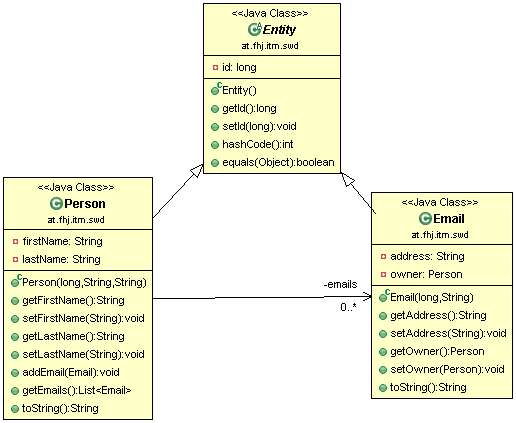 <<Java Class>>
Entity
at.fhj.itm.swd
id: long
Entity()
getId():long
setId(long):void
hashCode():int
equals(Object):boolean
<<Java Class>>
Person
at.fhj.itm.swd
firstName: String
lastName: String
Person(long,String,String)
getFirstName():String
setFirstName(String):void
getLastName():String
setLastName(String):void
addEmail(Email):void
getEmails():List<Email>
toString():String
-emails
0..*
<<Java Class>>
Email
at.fhj.itm.swd
address: String
owner: Person
Email(long,String)
getAddress():String
setAddress(String):void
getOwner():Person
setOwner(Person):void
toString():String